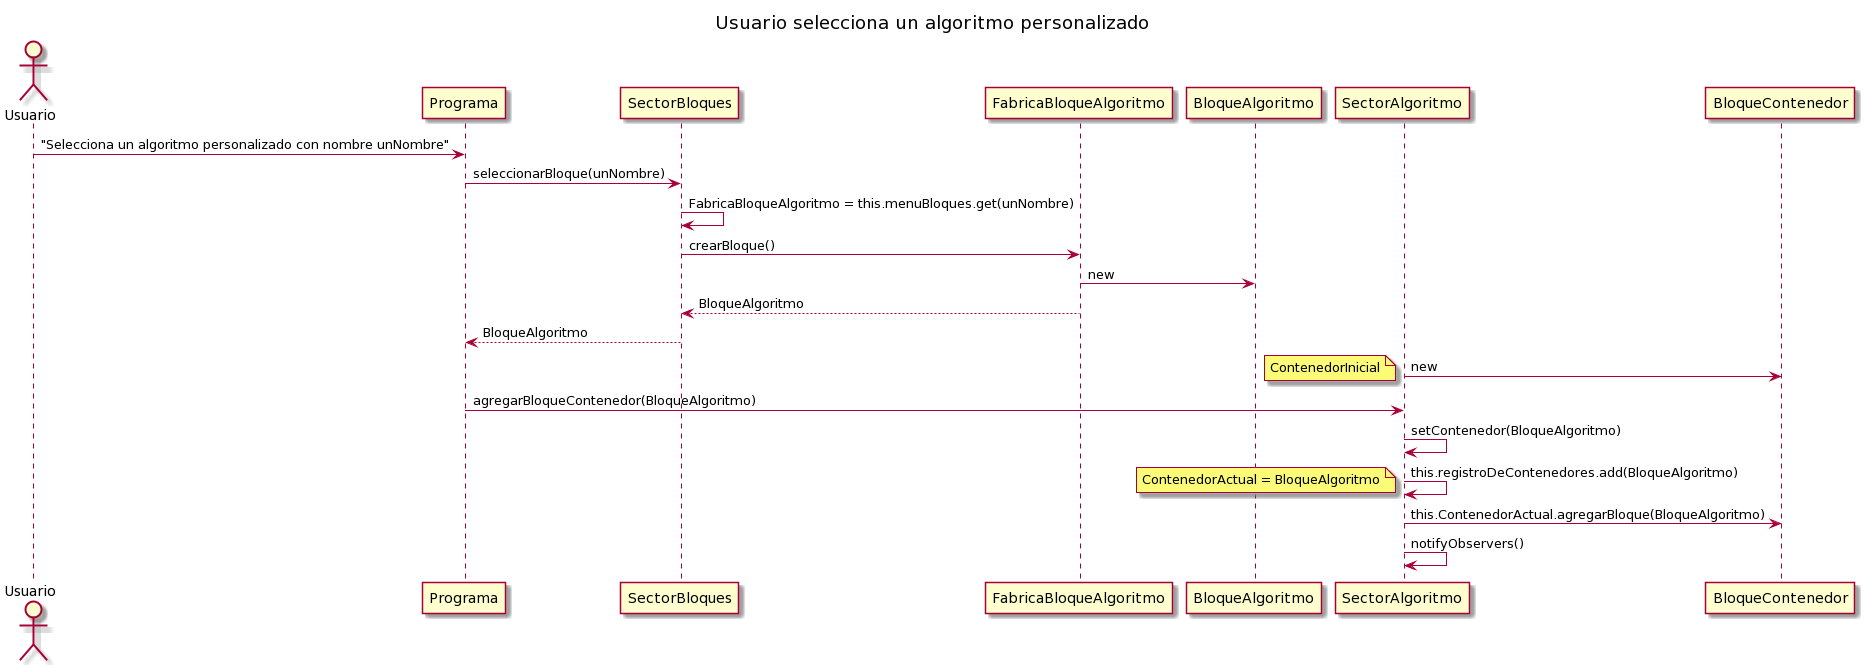 Usuario selecciona un algoritmo personalizado
Usuario
Programa
SectorBloques
FabricaBloqueAlgoritmo
BloqueAlgoritmo
SectorAlgoritmo
BloqueContenedor
"Selecciona un algoritmo personalizado con nombre unNombre"
seleccionarBloque(unNombre)
FabricaBloqueAlgoritmo = this.menuBloques.get(unNombre)
crearBloque()
new
BloqueAlgoritmo
BloqueAlgoritmo
ContenedorInicial
new
agregarBloqueContenedor(BloqueAlgoritmo)
setContenedor(BloqueAlgoritmo)
ContenedorActual = BloqueAlgoritmo
this.registroDeContenedores.add(BloqueAlgoritmo)
this.ContenedorActual.agregarBloque(BloqueAlgoritmo)
notifyObservers()
Usuario
Programa
SectorBloques
FabricaBloqueAlgoritmo
BloqueAlgoritmo
SectorAlgoritmo
BloqueContenedor